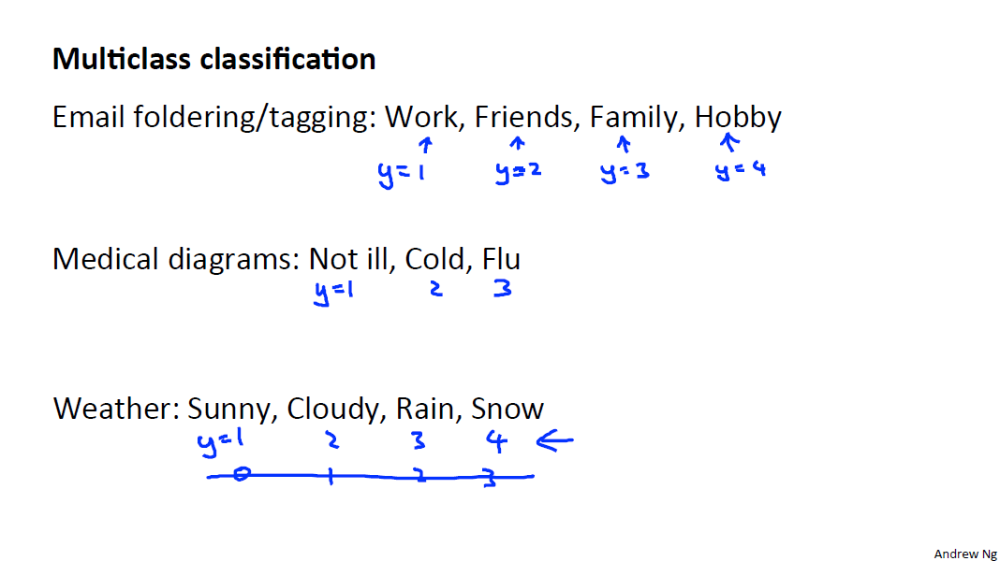 Multiclass classification
Email foldering/tagging: Work, Friends, Family, Hobby
y=1 y=2 y=3 y=4
Medical diagrams: Not ill, Cold, Flu
y=1 2 3
Weather: Sunny, Cloudy, Rain, Snow
y=1 2 3 4 ←
0 1 2 3
Andrew Ng